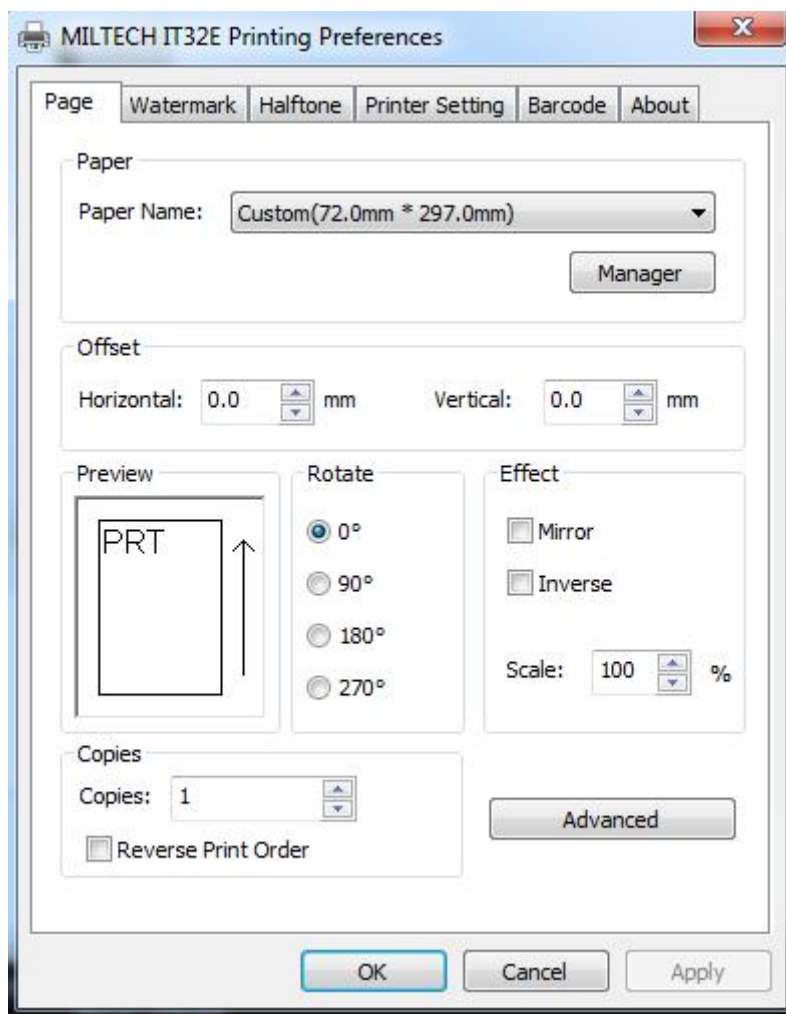 MILTECH IT32E Printing Preferences
Page Watermark Halftone Printer Setting Barcode About
Paper
Paper Name: Custom(72.0mm * 297.0mm)
Manager
Offset
Horizontal: 0.0 mm Vertical: 0.0 mm
Preview
PRT
Rotate
0°
90°
180°
270°
Effect
Mirror
Inverse
Scale: 100 %
Copies
Copies: 1
Reverse Print Order
Advanced
OK Cancel Apply